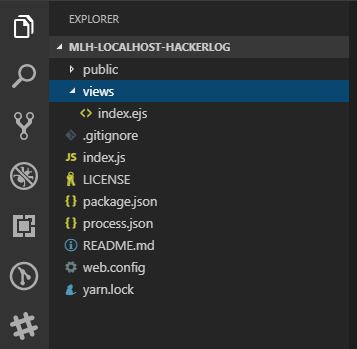 EXPLORER
MLH-LOCALHOST-HACKERLOG
public
views
index.ejs
.gitignore
JS index.js
LICENSE
{ } package.json
{ } process.json
README.md
web.config
yarn.lock